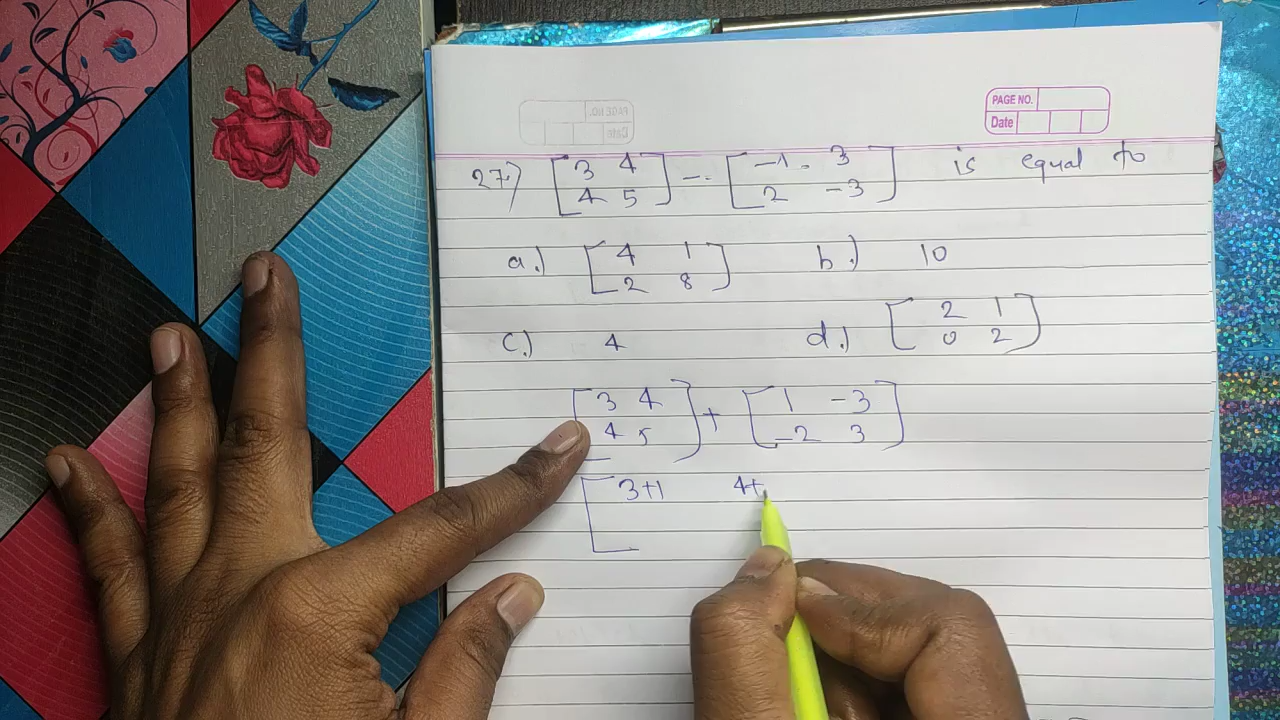 PAGE NO.
Date
27.) [3 4 - [-1 3 is equal to
4 5] 2 -3]
a.) [4 1 b.) 10
2 8]
c.) 4 d.) [2 1
0 2]
[3 4 + [1 -3
4 5] -2 3]
[3+1 4+